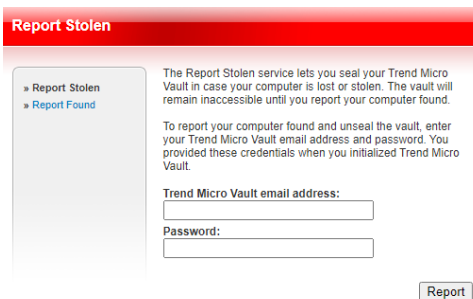 Report Stolen
» Report Stolen
» Report Found
The Report Stolen service lets you seal your Trend Micro
Vault in case your computer is lost or stolen. The vault will
remain inaccessible until you report your computer found.
To report your computer found and unseal the vault, enter
your Trend Micro Vault email address and password. You
provided these credentials when you initialized Trend Micro
Vault.
Trend Micro Vault email address:
Password:
Report